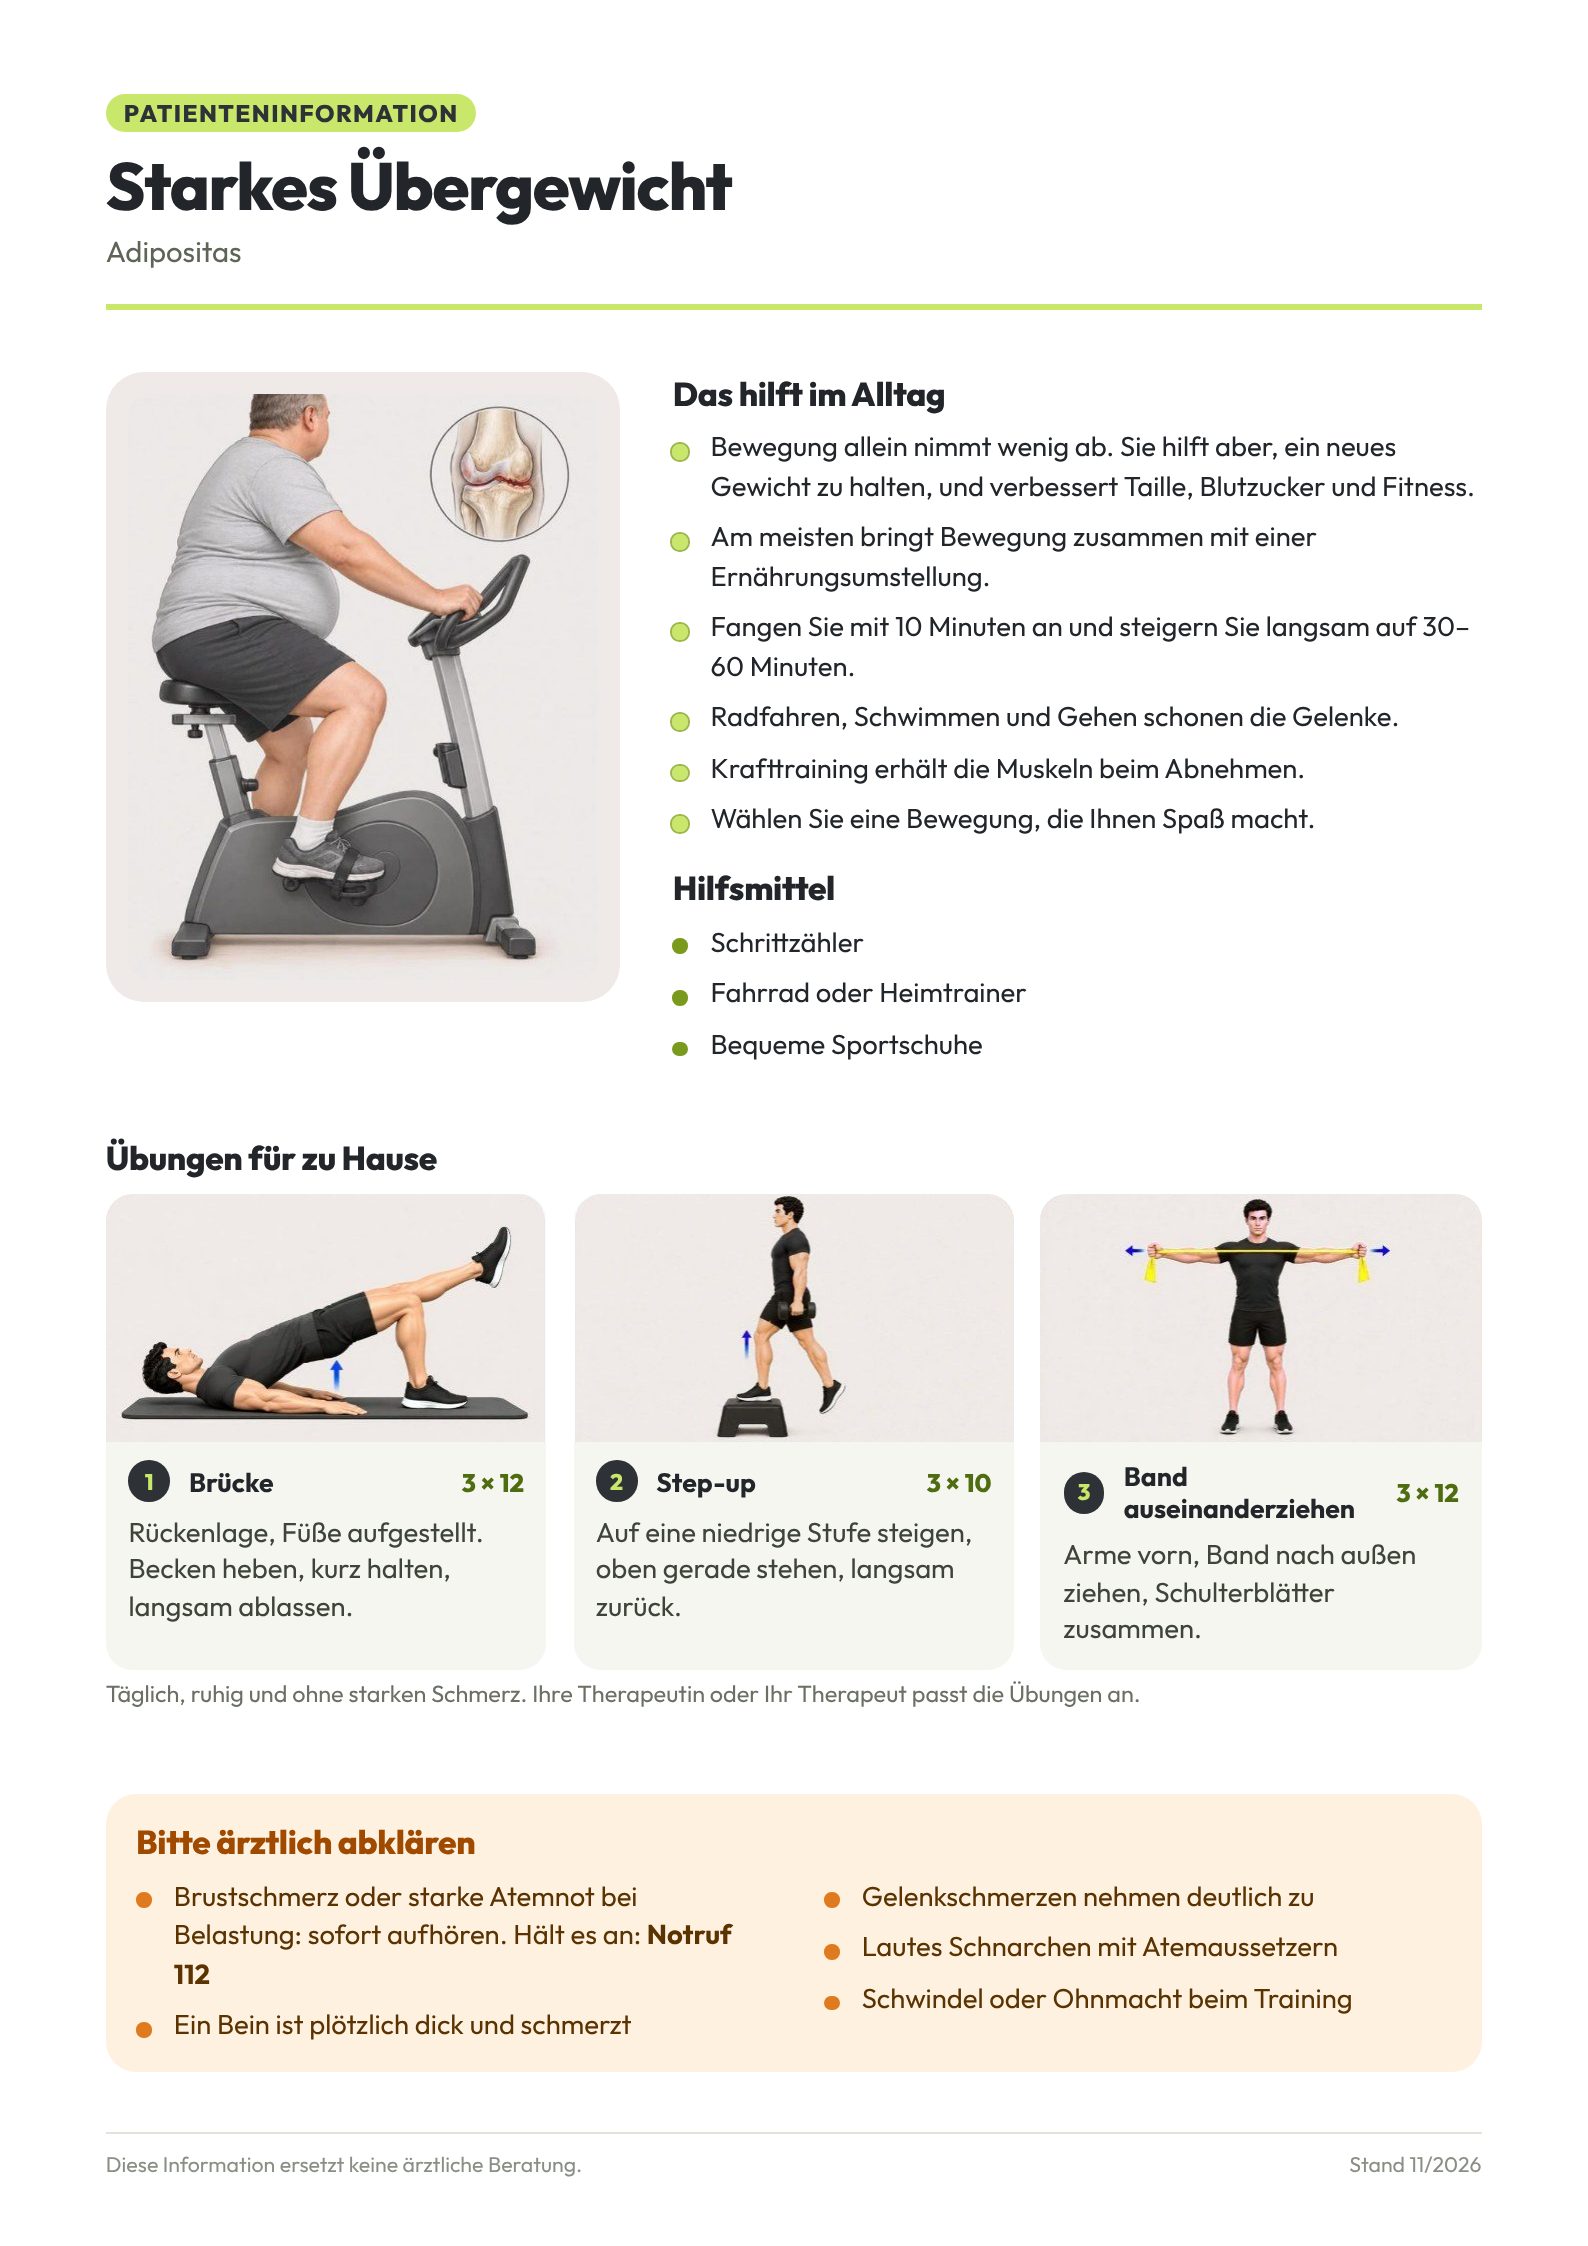 PATIENTENINFORMATION
Starkes Übergewicht
Adipositas
Das hilft im Alltag
Bewegung allein nimmt wenig ab. Sie hilft aber, ein neues
Gewicht zu halten, und verbessert Taille, Blutzucker und Fitness.
Am meisten bringt Bewegung zusammen mit einer
Ernährungsumstellung.
Fangen Sie mit 10 Minuten an und steigern Sie langsam auf 30–
60 Minuten.
Radfahren, Schwimmen und Gehen schonen die Gelenke.
Krafttraining erhält die Muskeln beim Abnehmen.
Wählen Sie eine Bewegung, die Ihnen Spaß macht.
Hilfsmittel
Schrittzähler
Fahrrad oder Heimtrainer
Bequeme Sportschuhe
Übungen für zu Hause
1 Brücke 3 × 12
Rückenlage, Füße aufgestellt.
Becken heben, kurz halten,
langsam ablassen.
2 Step-up 3 × 10
Auf eine niedrige Stufe steigen,
oben gerade stehen, langsam
zurück.
3 Band
auseinanderziehen 3 × 12
Arme vorn, Band nach außen
ziehen, Schulterblätter
zusammen.
Täglich, ruhig und ohne starken Schmerz. Ihre Therapeutin oder Ihr Therapeut passt die Übungen an.
Bitte ärztlich abklären
Brustschmerz oder starke Atemnot bei
Belastung: sofort aufhören. Hält es an: Notruf
112
Ein Bein ist plötzlich dick und schmerzt
Gelenkschmerzen nehmen deutlich zu
Lautes Schnarchen mit Atemaussetzern
Schwindel oder Ohnmacht beim Training
Diese Information ersetzt keine ärztliche Beratung.
Stand 11/2026